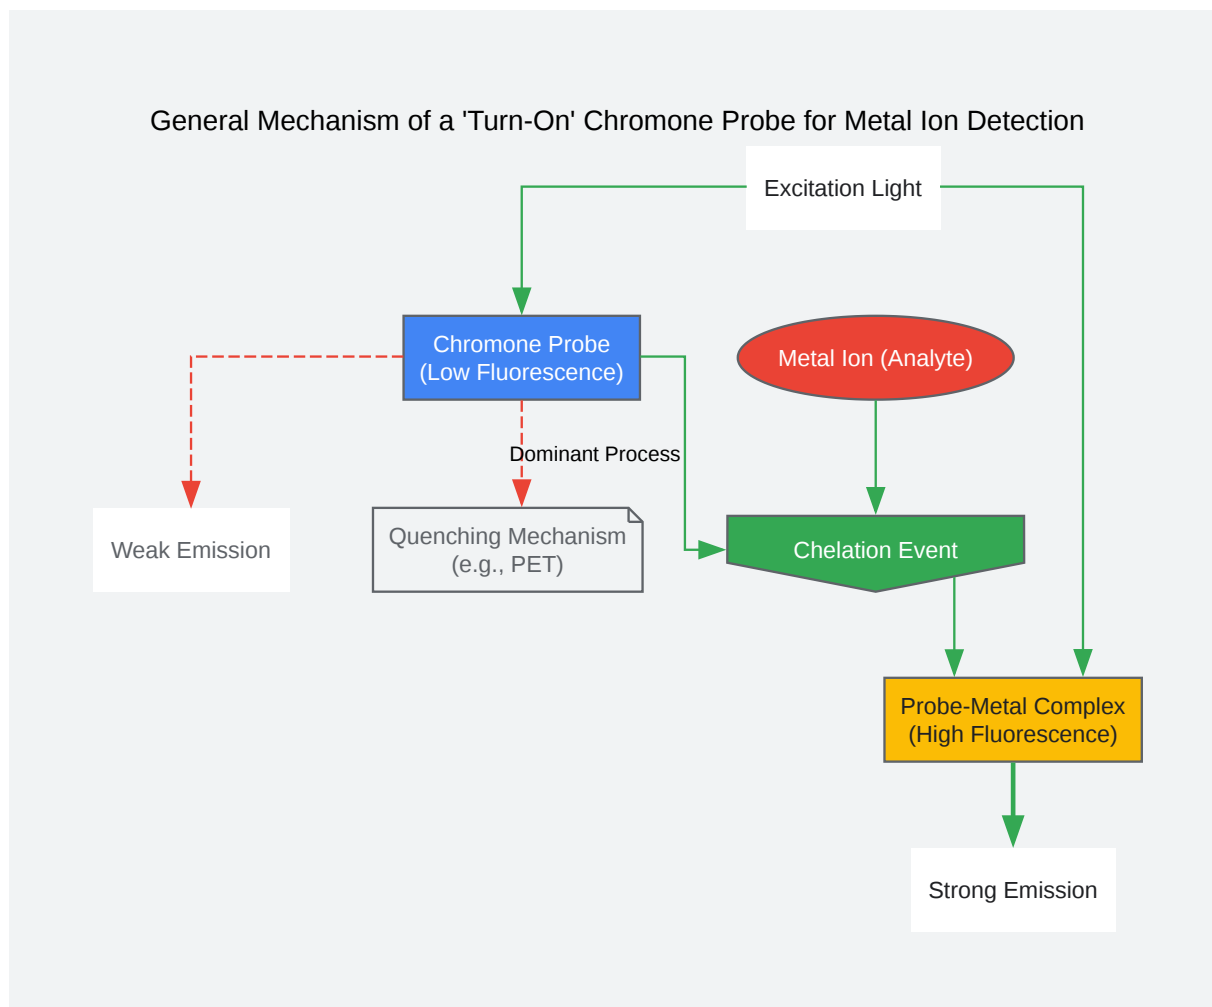 General Mechanism of a 'Turn-On' Chromone Probe for Metal Ion Detection
Excitation Light
Chromone Probe
(Low Fluorescence)
Metal Ion (Analyte)
Dominant Process
Weak Emission
Quenching Mechanism
(e.g., PET)
Chelation Event
Probe-Metal Complex
(High Fluorescence)
Strong Emission